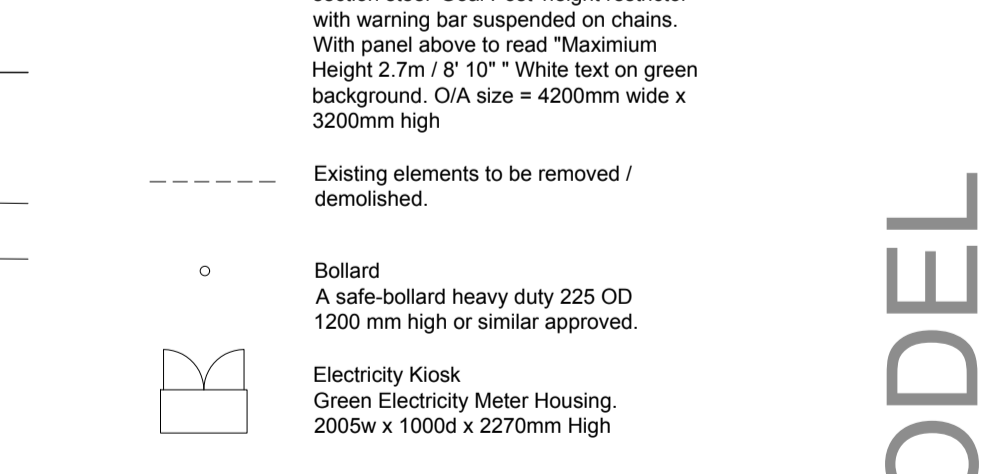 with warning bar suspended on chains.
With panel above to read "Maximium
Height 2.7m / 8' 10" " White text on green
background. O/A size = 4200mm wide x
3200mm high
Existing elements to be removed /
demolished.
Bollard
A safe-bollard heavy duty 225 OD
1200 mm high or similar approved.
Electricity Kiosk
Green Electricity Meter Housing.
2005w x 1000d x 2270mm High
ODEL